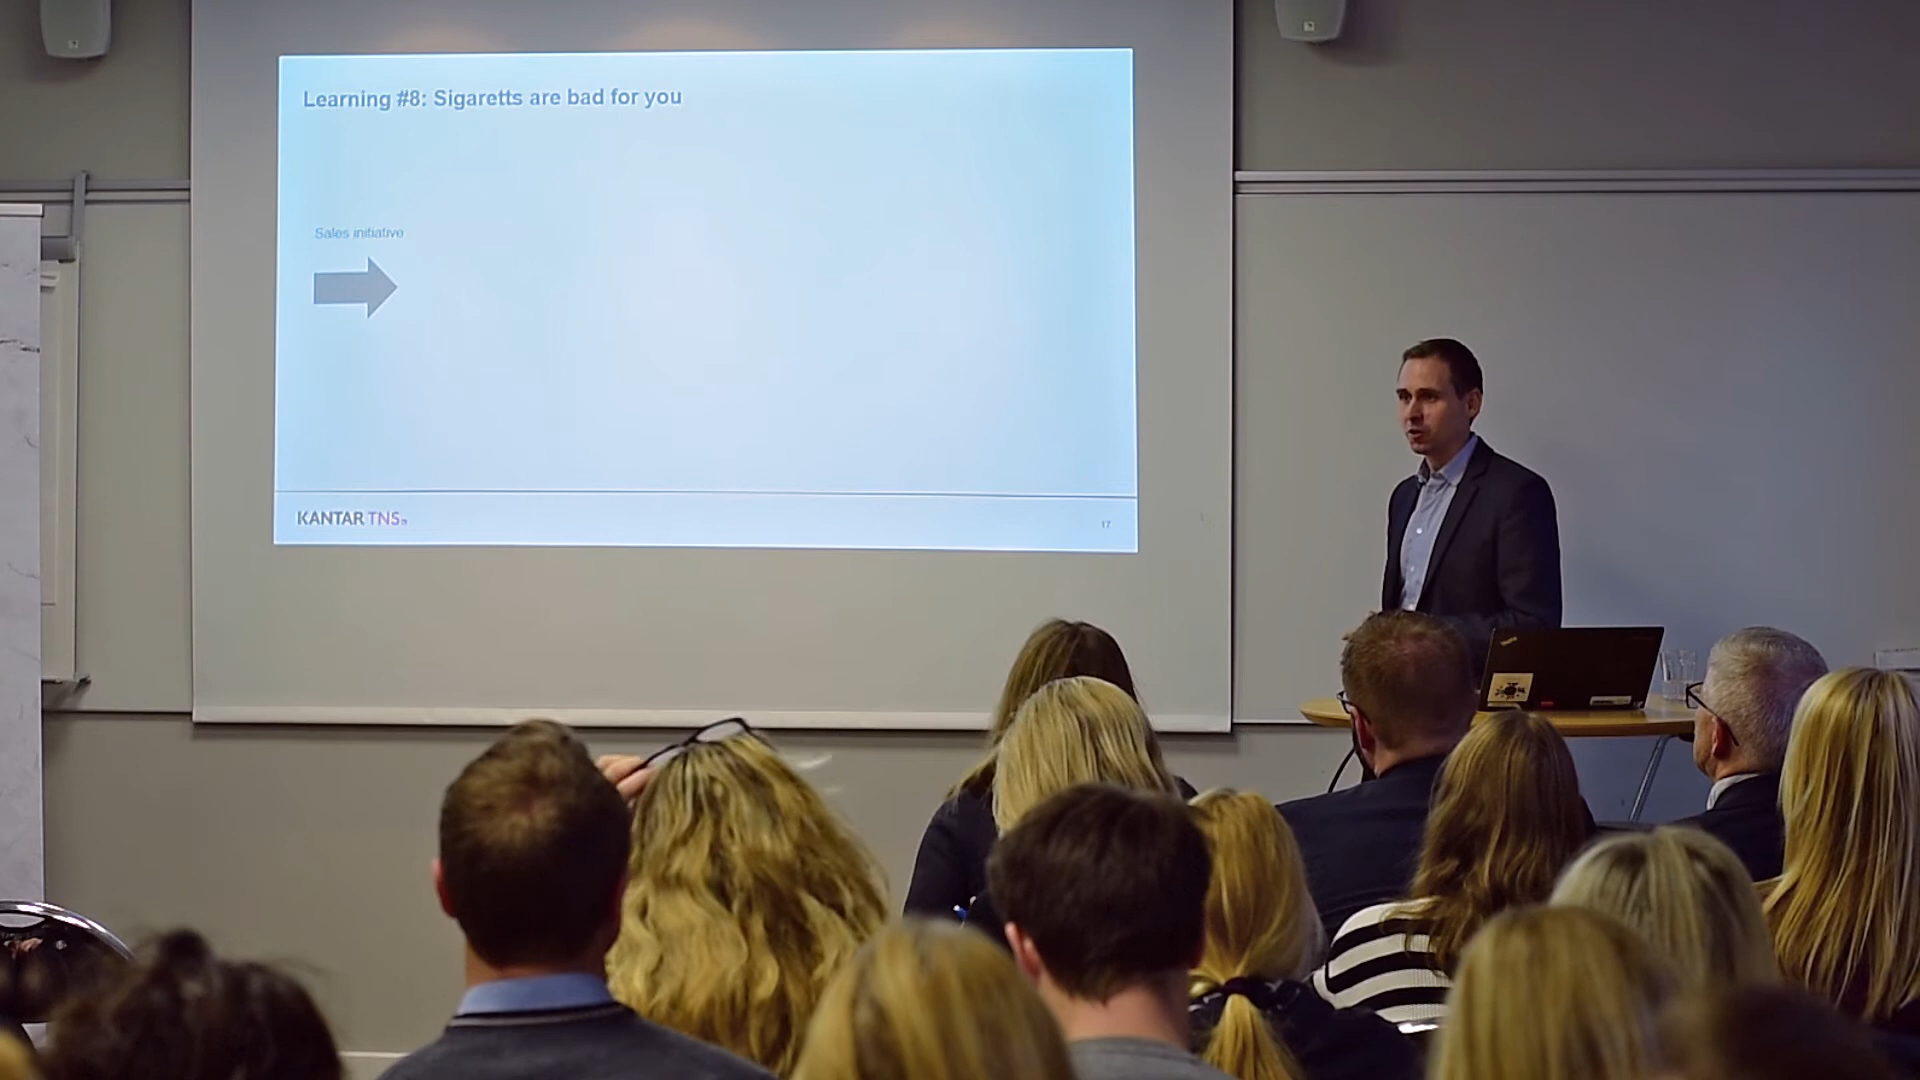 Learning #8: Sigaretts are bad for you
Sales initiative
KANTAR TNS
17